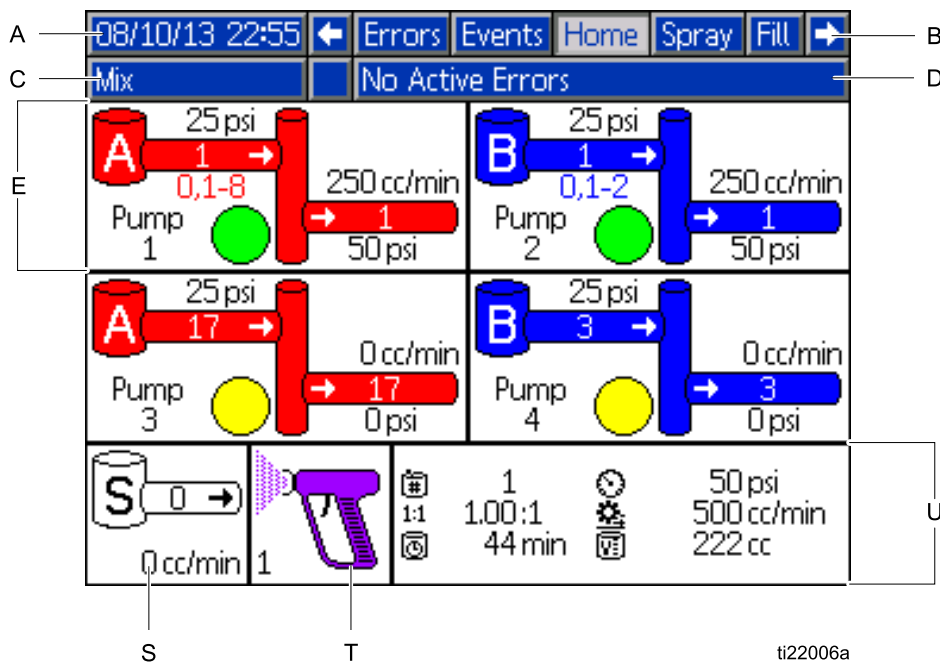 A
08/10/13 22:55
Errors
Events
Home
Spray
Fill
B
C
Mix
No Active Errors
D
E
A
25 psi
1
0,1-8
Pump
1
250 cc/min
1
50 psi
B
25 psi
1
0,1-2
Pump
2
250 cc/min
1
50 psi
A
25 psi
17
Pump
3
0 cc/min
17
0 psi
B
25 psi
3
Pump
4
0 cc/min
3
0 psi
S
0
0 cc/min
1
#
1
50 psi
1:1
1.00:1
500 cc/min
44 min
222 cc
U
S
T
ti22006a